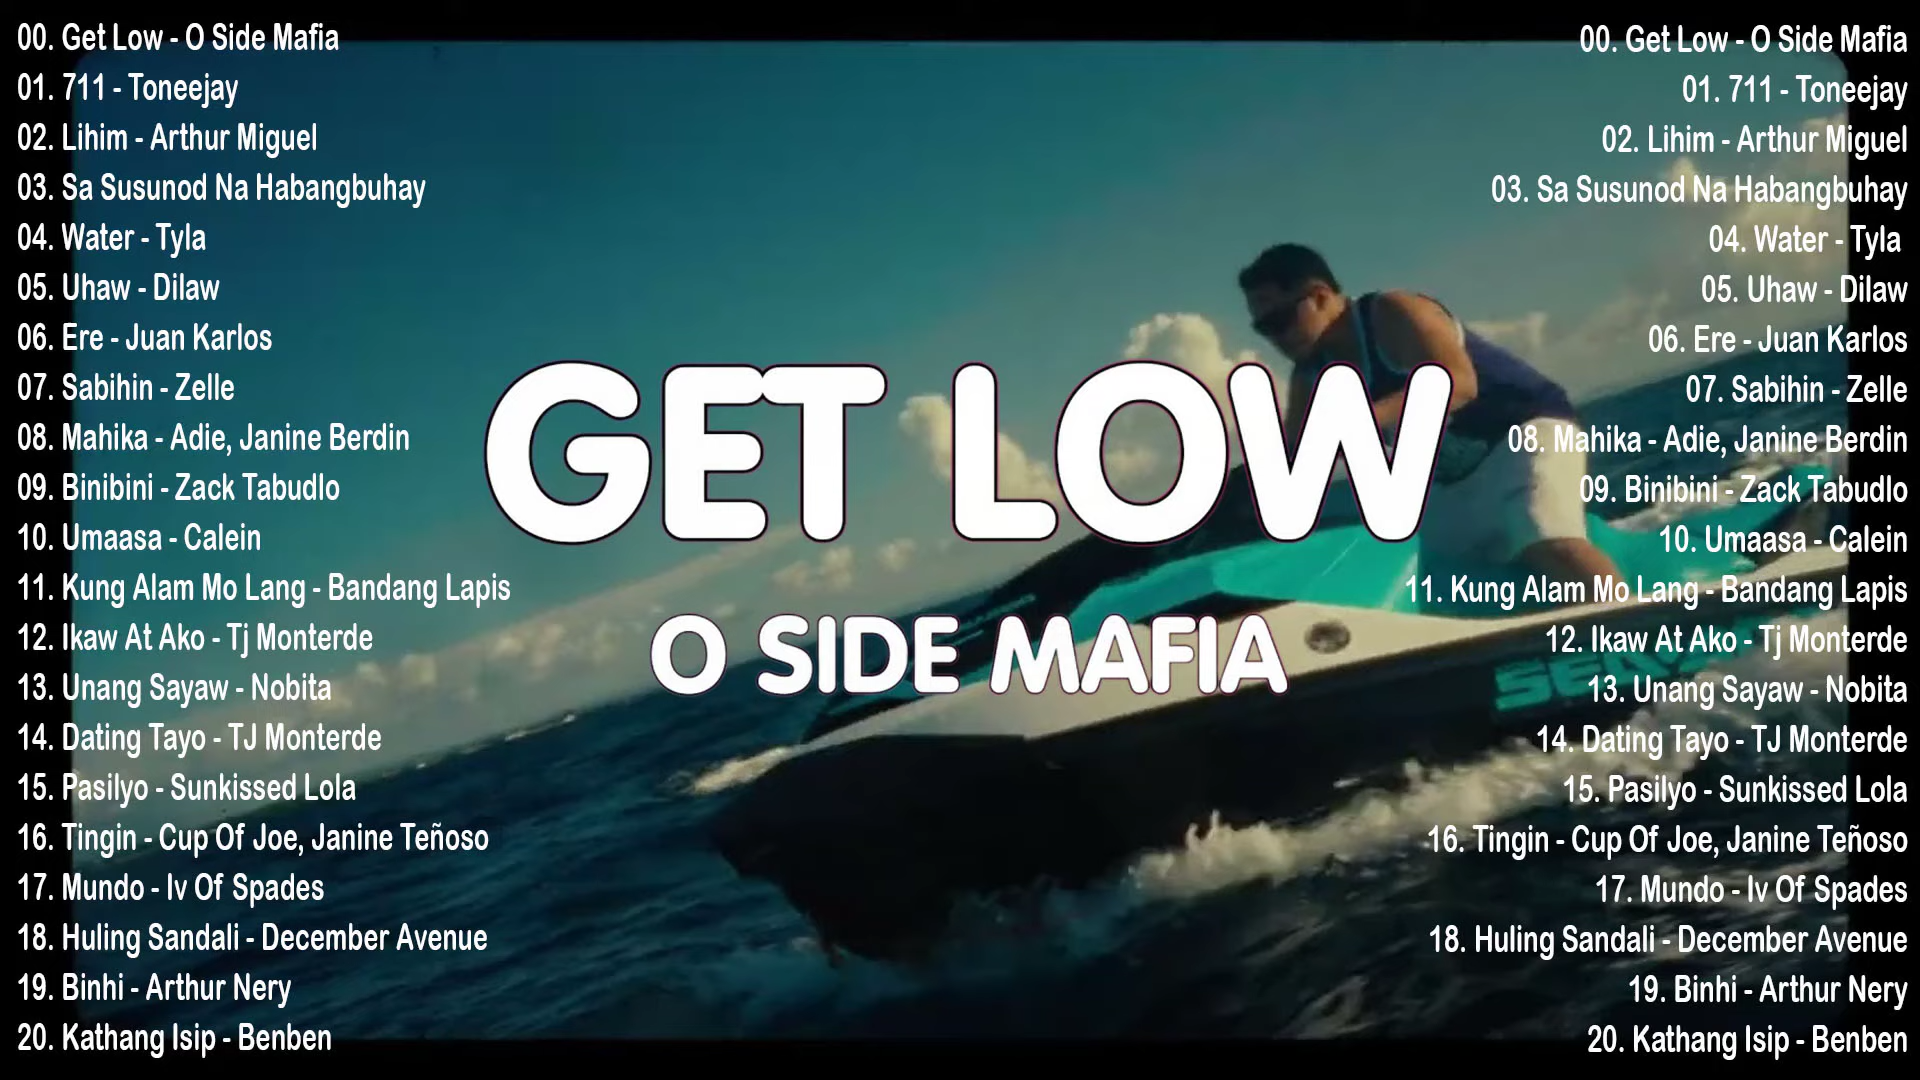 00. Get Low - O Side Mafia
01. 711 - Toneejay
02. Lihim - Arthur Miguel
03. Sa Susunod Na Habangbuhay
04. Water - Tyla
05. Uhaw - Dilaw
06. Ere - Juan Karlos
07. Sabihin - Zelle
08. Mahika - Adie, Janine Berdin
09. Binibini - Zack Tabudlo
10. Umaasa - Calein
11. Kung Alam Mo Lang - Bandang Lapis
12. Ikaw At Ako - Tj Monterde
13. Unang Sayaw - Nobita
14. Dating Tayo - TJ Monterde
15. Pasilyo - Sunkissed Lola
16. Tingin - Cup Of Joe, Janine Teñoso
17. Mundo - Iv Of Spades
18. Huling Sandali - December Avenue
19. Binhi - Arthur Nery
20. Kathang Isip - Benben
GET LOW
O SIDE MAFIA
00. Get Low - O Side Mafia
01. 711 - Toneejay
02. Lihim - Arthur Miguel
03. Sa Susunod Na Habangbuhay
04. Water - Tyla
05. Uhaw - Dilaw
06. Ere - Juan Karlos
07. Sabihin - Zelle
08. Mahika - Adie, Janine Berdin
09. Binibini - Zack Tabudlo
10. Umaasa - Calein
11. Kung Alam Mo Lang - Bandang Lapis
12. Ikaw At Ako - Tj Monterde
13. Unang Sayaw - Nobita
14. Dating Tayo - TJ Monterde
15. Pasilyo - Sunkissed Lola
16. Tingin - Cup Of Joe, Janine Teñoso
17. Mundo - Iv Of Spades
18. Huling Sandali - December Avenue
19. Binhi - Arthur Nery
20. Kathang Isip - Benben